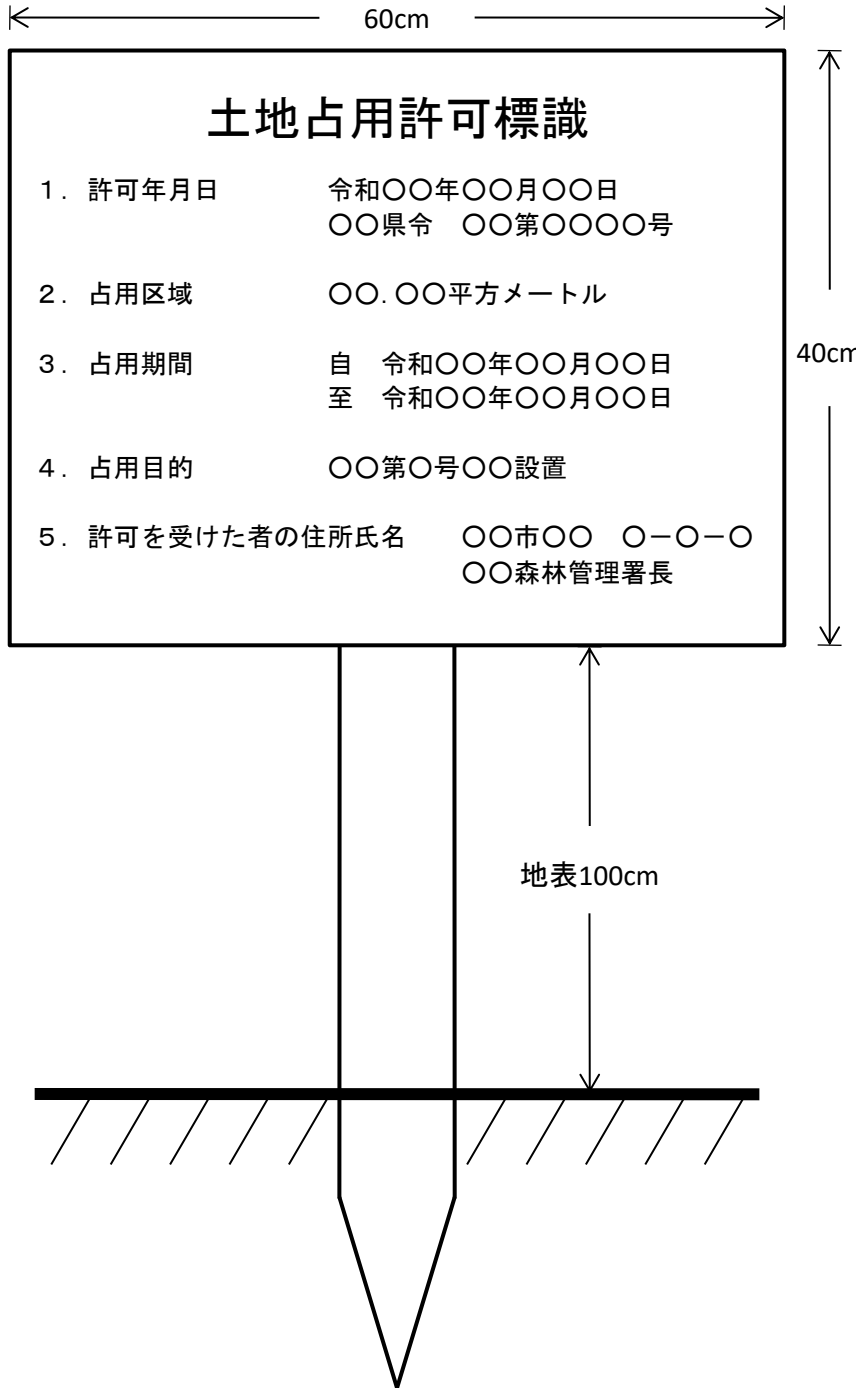 60cm
土地占用許可標識
1．許可年月日　令和〇〇年〇〇月〇〇日
〇〇県令　〇〇第〇〇〇〇号
2．占用区域　〇〇．〇〇平方メートル
40cm
3．占用期間　自　令和〇〇年〇〇月〇〇日
至　令和〇〇年〇〇月〇〇日
4．占用目的　〇〇第〇号〇〇設置
5．許可を受けた者の住所氏名　〇〇市〇〇　〇－〇－〇
〇〇森林管理署長
地表100cm